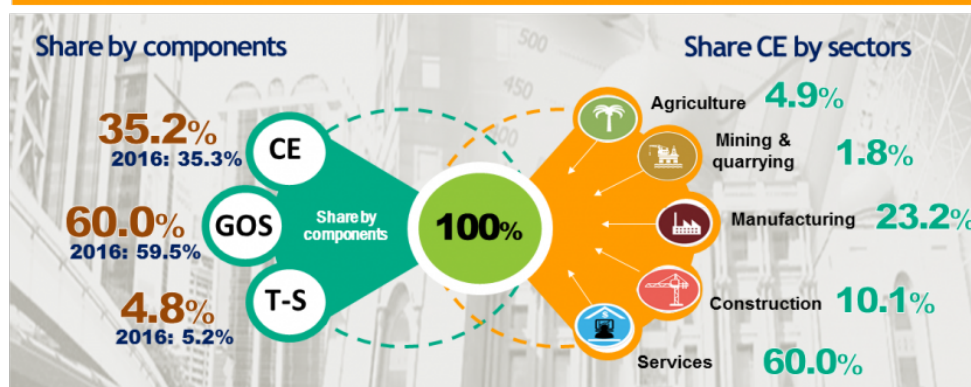 Share by components
35.2%
2016: 35.3%
CE
60.0%
2016: 59.5%
GOS
4.8%
2016: 5.2%
T-S
Share by
components
100%
Share CE by sectors
Agriculture 4.9%
Mining &
quarrying 1.8%
Manufacturing 23.2%
Construction 10.1%
Services 60.0%
500
450